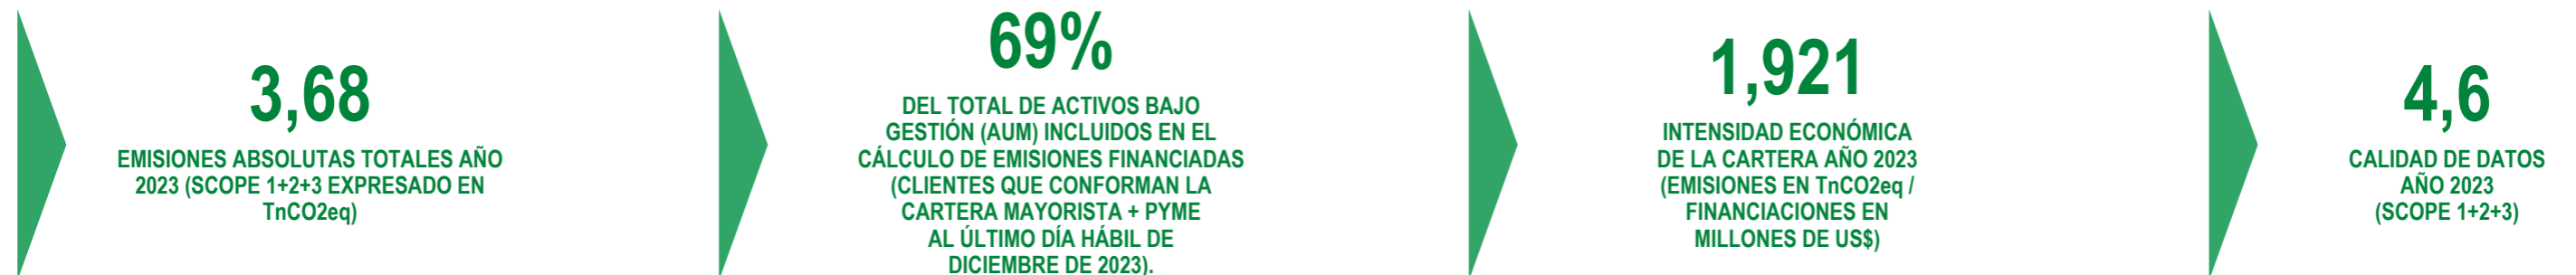 3,68
EMISIONES ABSOLUTAS TOTALES AÑO
2023 (SCOPE 1+2+3 EXPRESADO EN
TnCO2eq)
69%
DEL TOTAL DE ACTIVOS BAJO
GESTIÓN (AUM) INCLUIDOS EN EL
CÁLCULO DE EMISIONES FINANCIADAS
(CLIENTES QUE CONFORMAN LA
CARTERA MAYORISTA + PYME
AL ÚLTIMO DÍA HÁBIL DE
DICIEMBRE DE 2023).
1,921
INTENSIDAD ECONÓMICA
DE LA CARTERA AÑO 2023
(EMISIONES EN TnCO2eq /
FINANCIACIONES EN
MILLONES DE US$)
4,6
CALIDAD DE DATOS
AÑO 2023
(SCOPE 1+2+3)